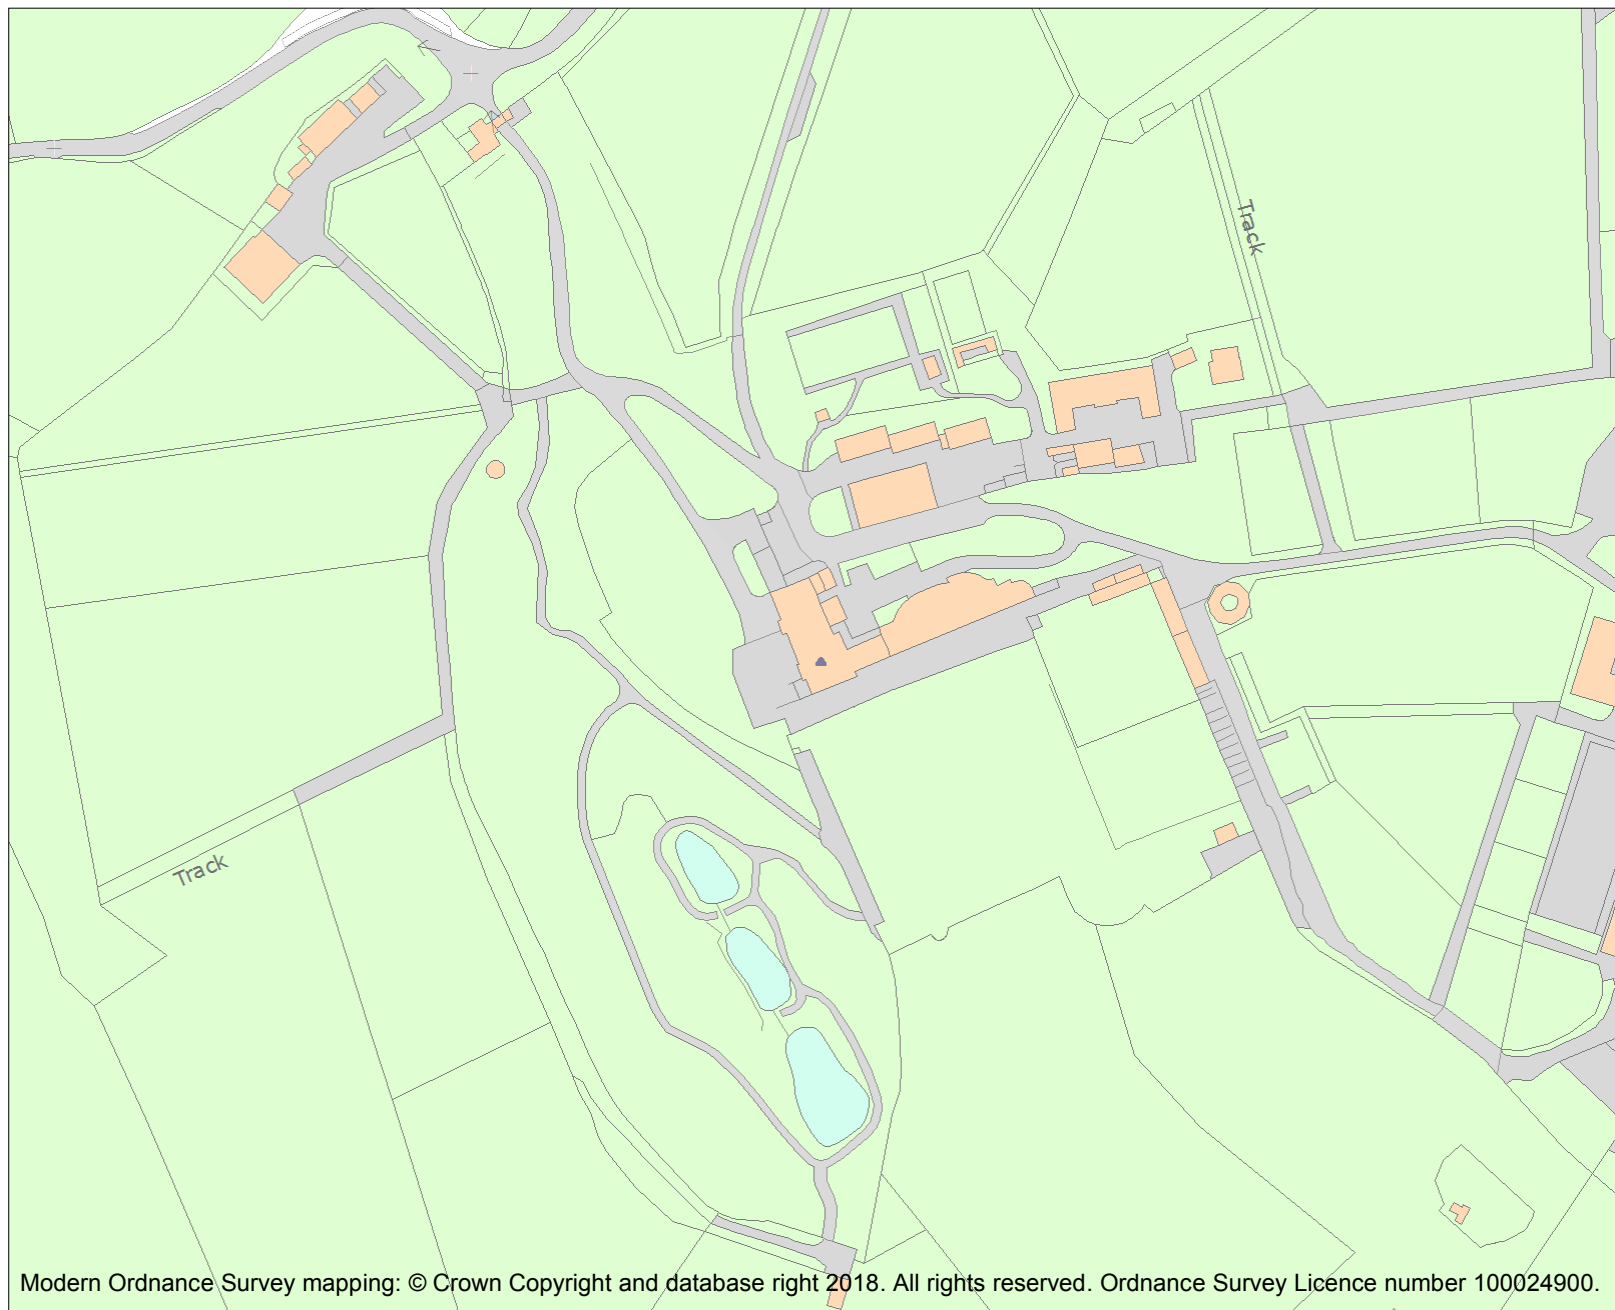 Track
Track
Modern Ordnance Survey mapping: © Crown Copyright and database right 2018. All rights reserved. Ordnance Survey Licence number 100024900.